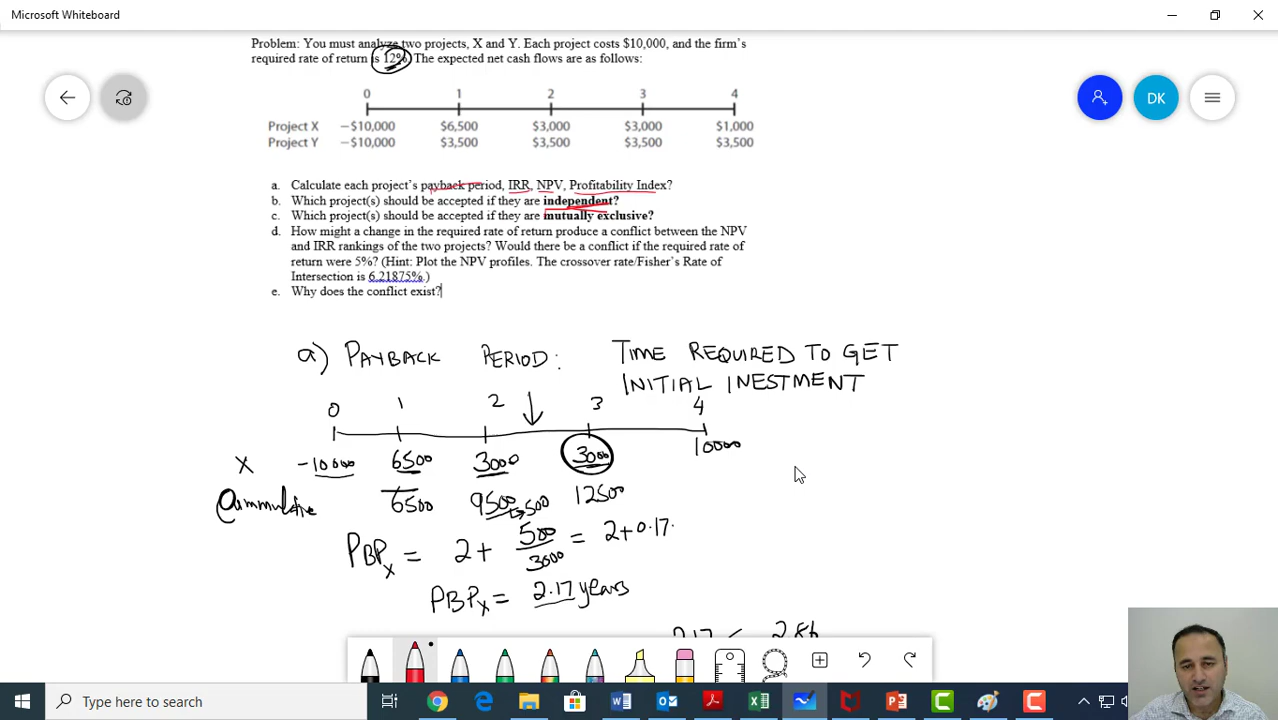 Microsoft Whiteboard
Problem: You must analyze two projects, X and Y. Each project costs $10,000, and the firm's
required rate of return is 12%. The expected net cash flows are as follows:
0 1 2 3 4
Project X −$10,000 $6,500 $3,000 $3,000 $1,000
Project Y −$10,000 $3,500 $3,500 $3,500 $3,500
a. Calculate each project's payback period, IRR, NPV, Profitability Index?
b. Which project(s) should be accepted if they are independent?
c. Which project(s) should be accepted if they are mutually exclusive?
d. How might a change in the required rate of return produce a conflict between the NPV
and IRR rankings of the two projects? Would there be a conflict if the required rate of
return were 5%? (Hint: Plot the NPV profiles. The crossover rate/Fisher's Rate of
Intersection is 6.21875%.)
e. Why does the conflict exist?
DK
a) PAYBACK PERIOD: TIME REQUIRED TO GET
INITIAL INESTMENT
0 1 2 3 4
X -10000 6500 3000 3000 10000
6500 9500 → 500 12500
PBPx = 2 + 500/3000 = 2+0.17.
PBPx = 2.17 years
2.17 < 2.86
Type here to search